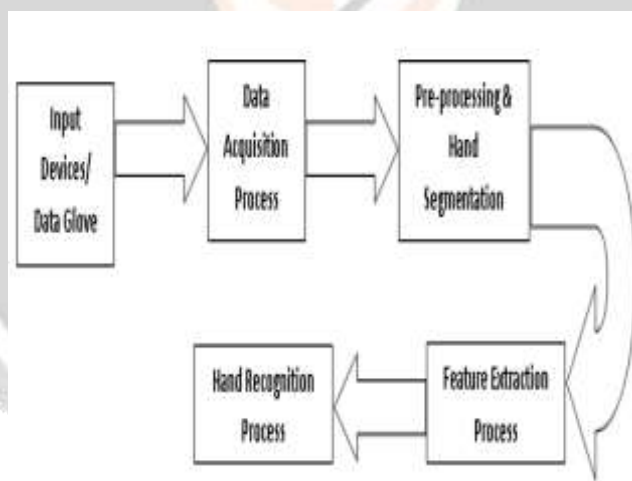 Input
Devices/
Data Glove
Data
Acquisition
Process
Pre-processing &
Hand
Segmentation
Feature Extraction
Process
Hand Recognition
Process